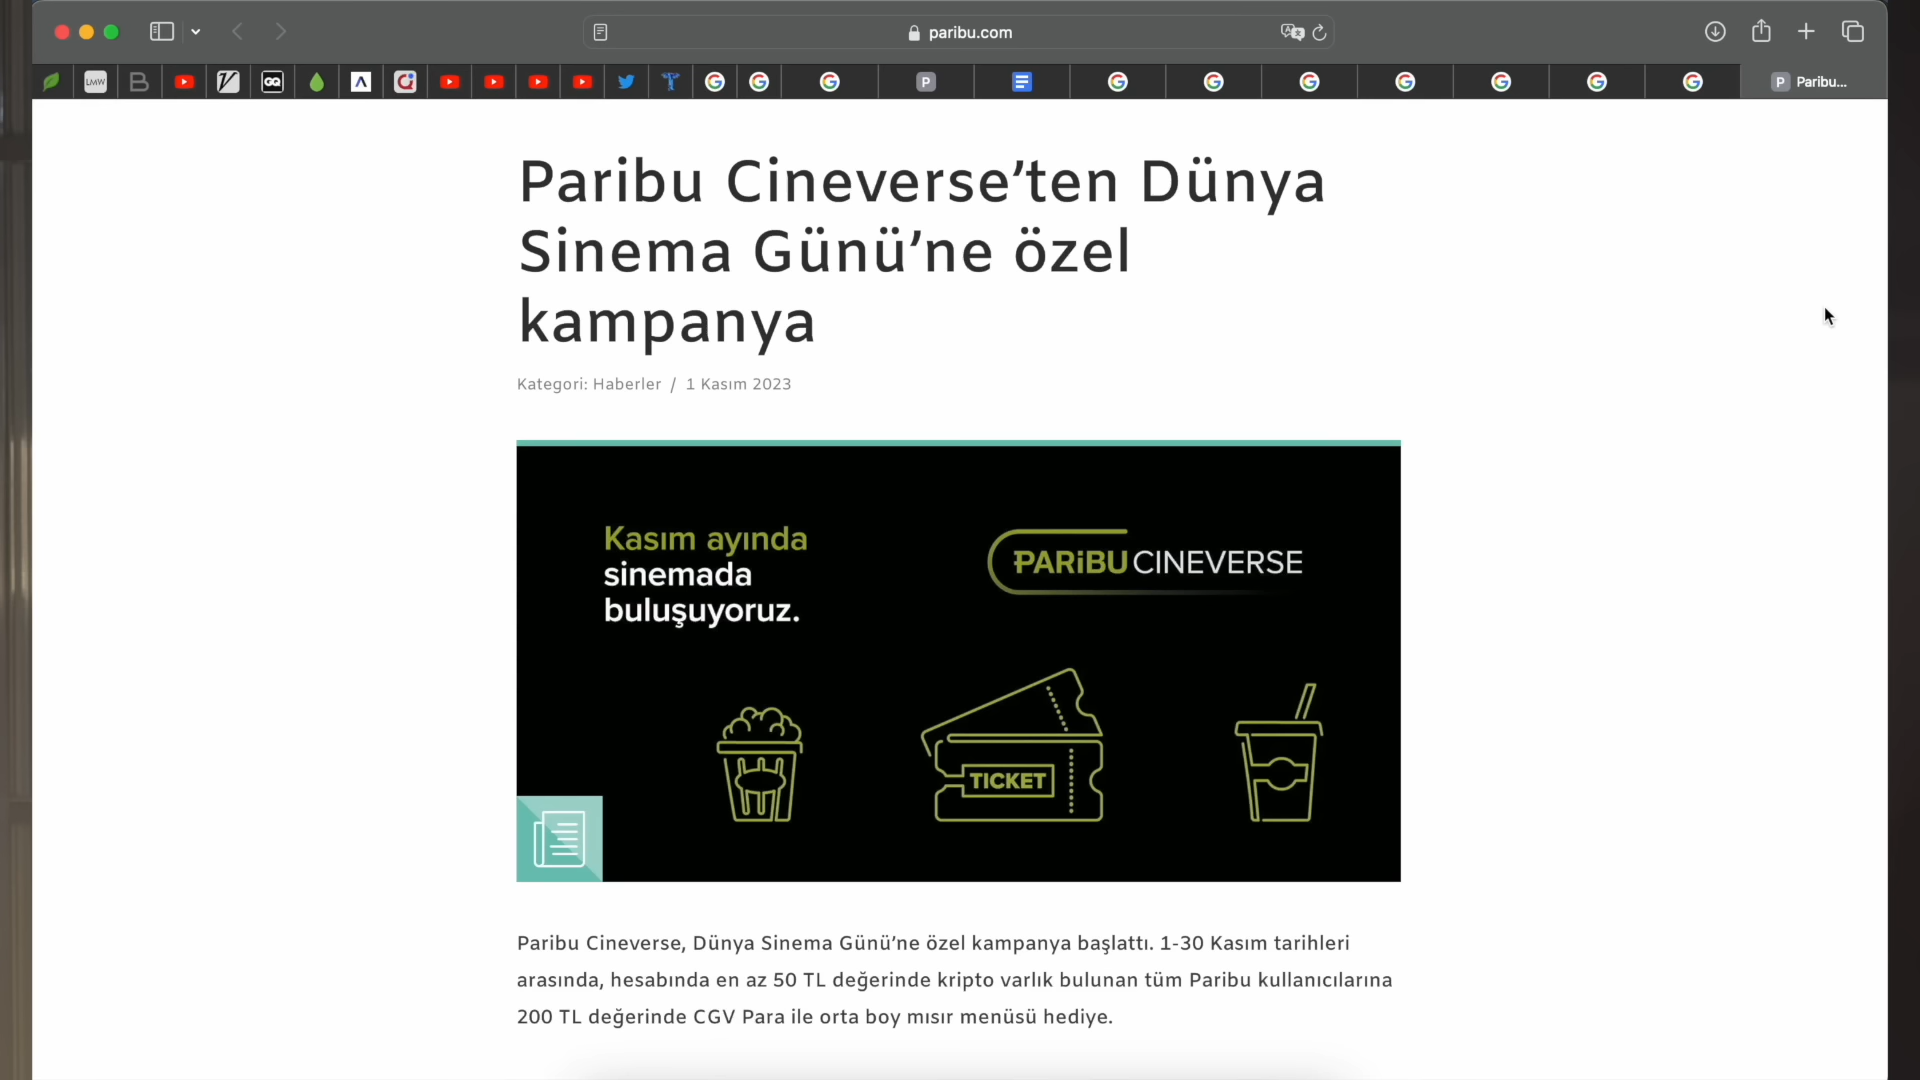 paribu.com
LMW
GQ
P
P Paribu...
Paribu Cineverse’ten Dünya
Sinema Günü’ne özel
kampanya
Kategori: Haberler / 1 Kasım 2023
Kasım ayında
sinemada
buluşuyoruz.
PARiBU CINEVERSE
TICKET
Paribu Cineverse, Dünya Sinema Günü’ne özel kampanya başlattı. 1-30 Kasım tarihleri
arasında, hesabında en az 50 TL değerinde kripto varlık bulunan tüm Paribu kullanıcılarına
200 TL değerinde CGV Para ile orta boy mısır menüsü hediye.